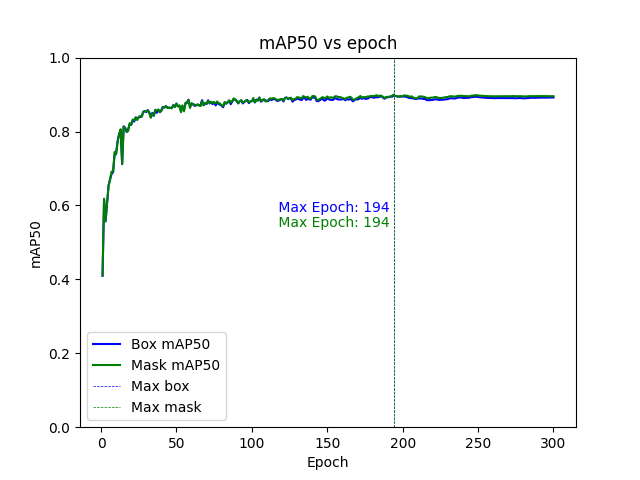 mAP50 vs epoch
1.0
0.8
0.6
0.4
0.2
0.0
mAP50
Max Epoch: 194
Max Epoch: 194
Box mAP50
Mask mAP50
Max box
Max mask
0 50 100 150 200 250 300
Epoch